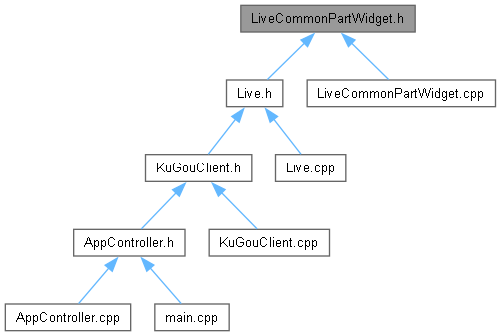 LiveCommonPartWidget.h
Live.h
LiveCommonPartWidget.cpp
KuGouClient.h
Live.cpp
AppController.h
KuGouClient.cpp
AppController.cpp
main.cpp